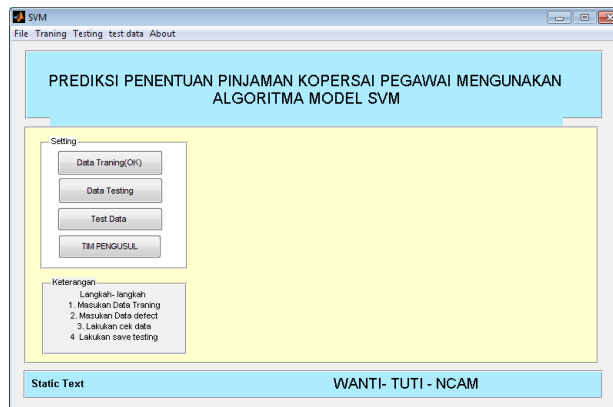 SVM
File Traning Testing test data About
PREDIKSI PENENTUAN PINJAMAN KOPERSAI PEGAWAI MENGUNAKAN
ALGORITMA MODEL SVM
Setting
Data Traning(OK)
Data Testing
Test Data
TIM PENGUSUL
Keterangan
Langkah- langkah
1. Masukan Data Traning
2. Masukan Data defect
3. Lakukan cek data
4 Lakukan save testing
Static Text
WANTI- TUTI - NCAM